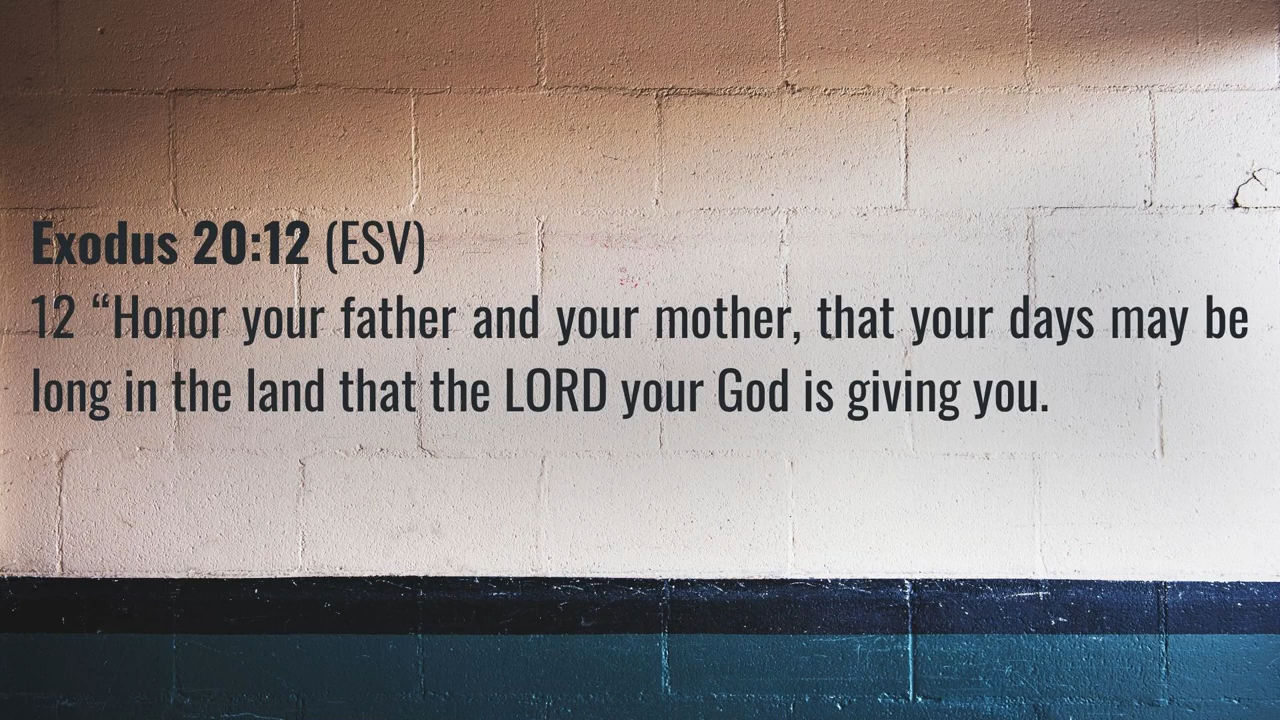 Exodus 20:12 (ESV)
12 “Honor your father and your mother, that your days may be
long in the land that the LORD your God is giving you.